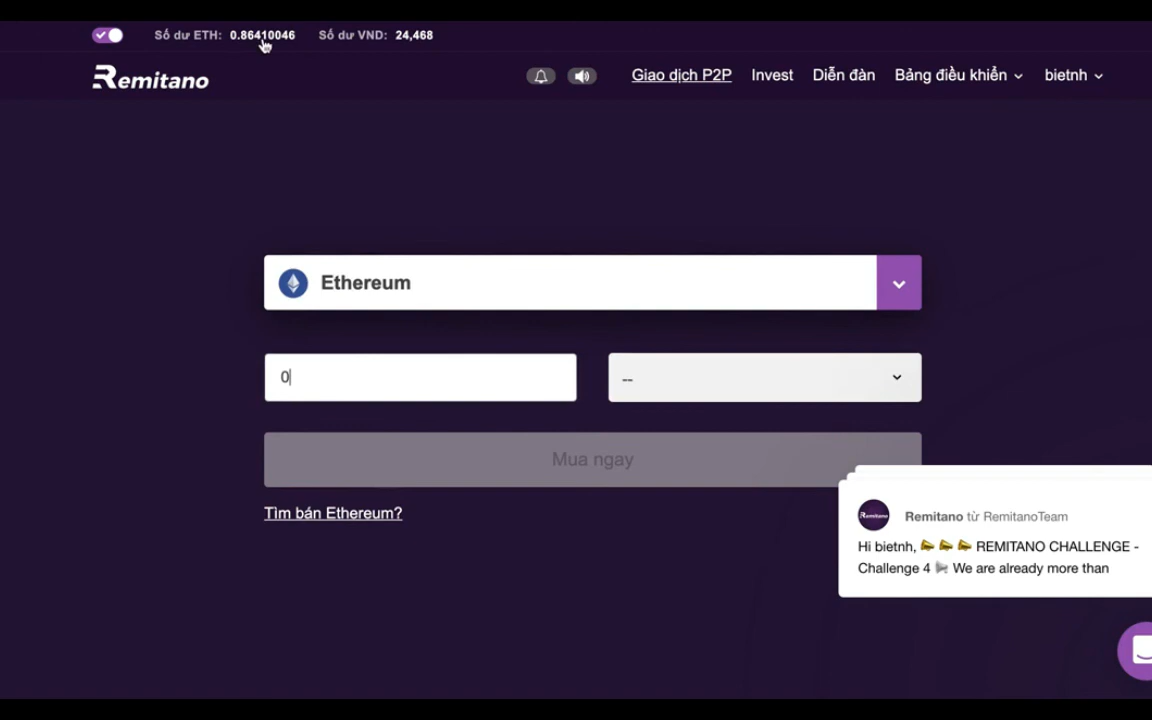 Số dư ETH: 0.86410046 Số dư VND: 24,468
Remitano
Giao dịch P2P Invest Diễn đàn Bảng điều khiển bietnh
Ethereum
0 --
Mua ngay
Tìm bán Ethereum?
Remitano
Remitano từ RemitanoTeam
Hi bietnh, REMITANO CHALLENGE -
Challenge 4 We are already more than